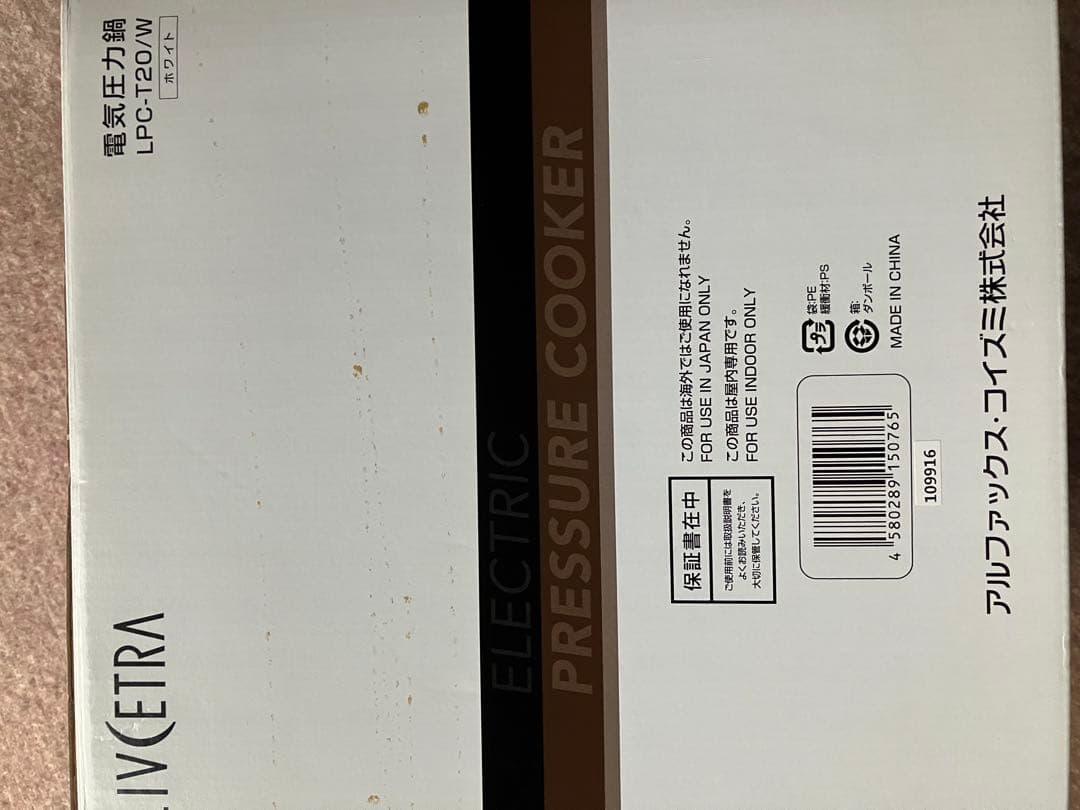 LIVCETRA
電気圧力鍋
LPC-T20/W
ホワイト
ELECTRIC
PRESSURE COOKER
保証書在中
ご使用前には取扱説明書を
よくお読みいただき、
大切に保管してください。
この商品は海外ではご使用になれません。
FOR USE IN JAPAN ONLY
この商品は屋内専用です。
FOR USE INDOOR ONLY
4 580289 150765
109916
プラ
袋:PE
緩衝材:PS
箱:
ダンボール
MADE IN CHINA
アルファックス・コイズミ株式会社